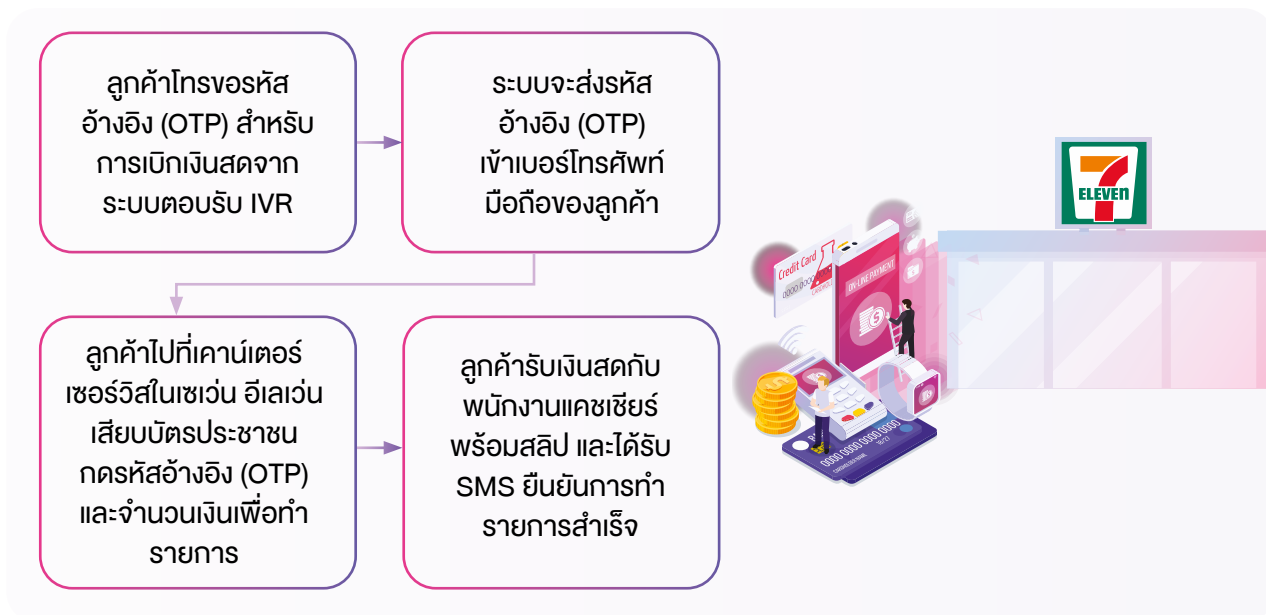 ลูกค้าโทรขอรหัส
อ้างอิง (OTP) สำหรับ
การเบิกเงินสดจาก
ระบบตอบรับ IVR
ระบบจะส่งรหัส
อ้างอิง (OTP)
เข้าเบอร์โทรศัพท์
มือถือของลูกค้า
ลูกค้าไปที่เคาน์เตอร์
เซอร์วิสในเซเว่น อีเลฟเว่น
เสียบบัตรประชาชน
กดรหัสอ้างอิง (OTP)
และจำนวนเงินเพื่อทำ
รายการ
ลูกค้ารับเงินสดกับ
พนักงานแคชเชียร์
พร้อมสลิป และได้รับ
SMS ยืนยันการทำ
รายการสำเร็จ
7
ELEVEn
Credit Card
ON-LINE PAYMENT
0000 0000 0000 0000